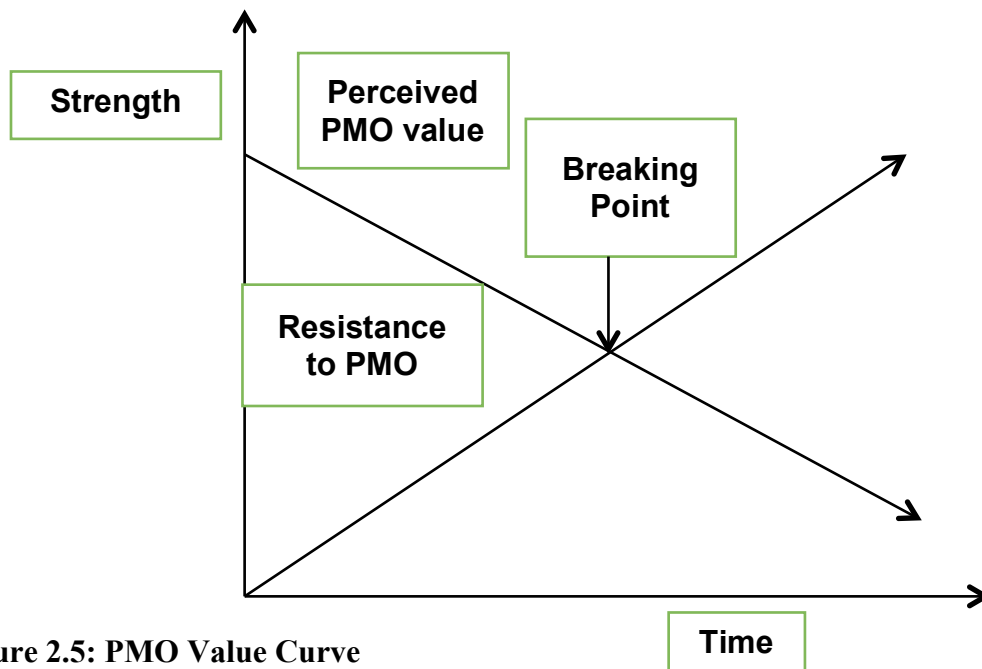 Strength
Perceived
PMO value
Breaking
Point
Resistance
to PMO
Time
ure 2.5: PMO Value Curve